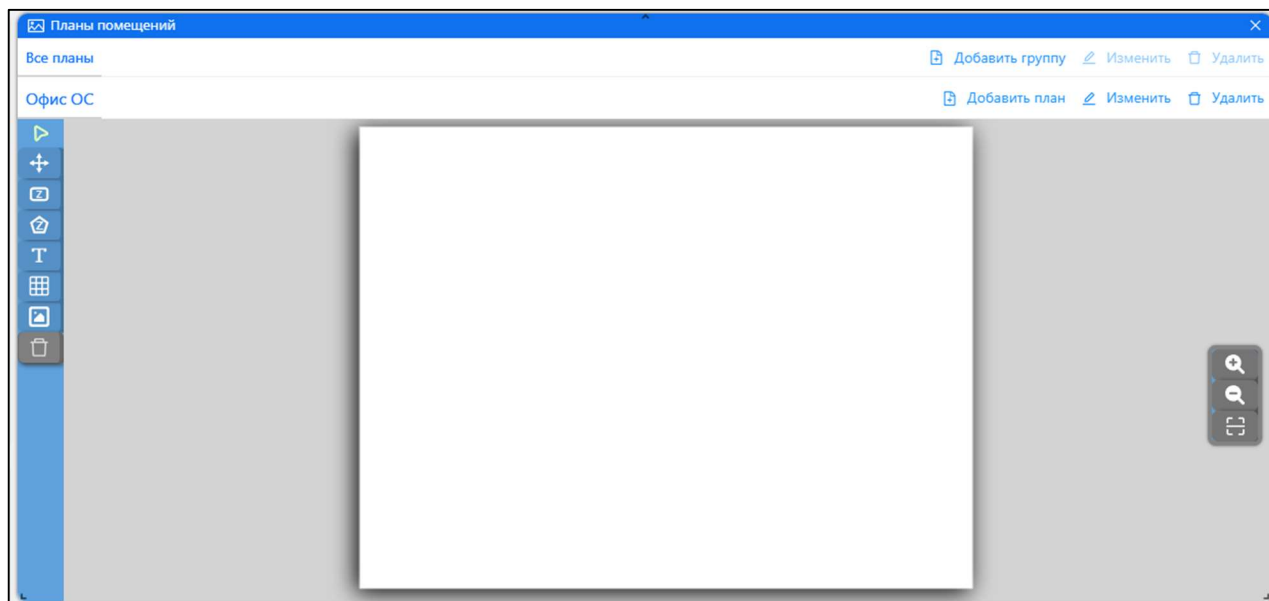 Планы помещений
Все планы Добавить группу Изменить Удалить
Офис ОС Добавить план Изменить Удалить
Z
Z
T